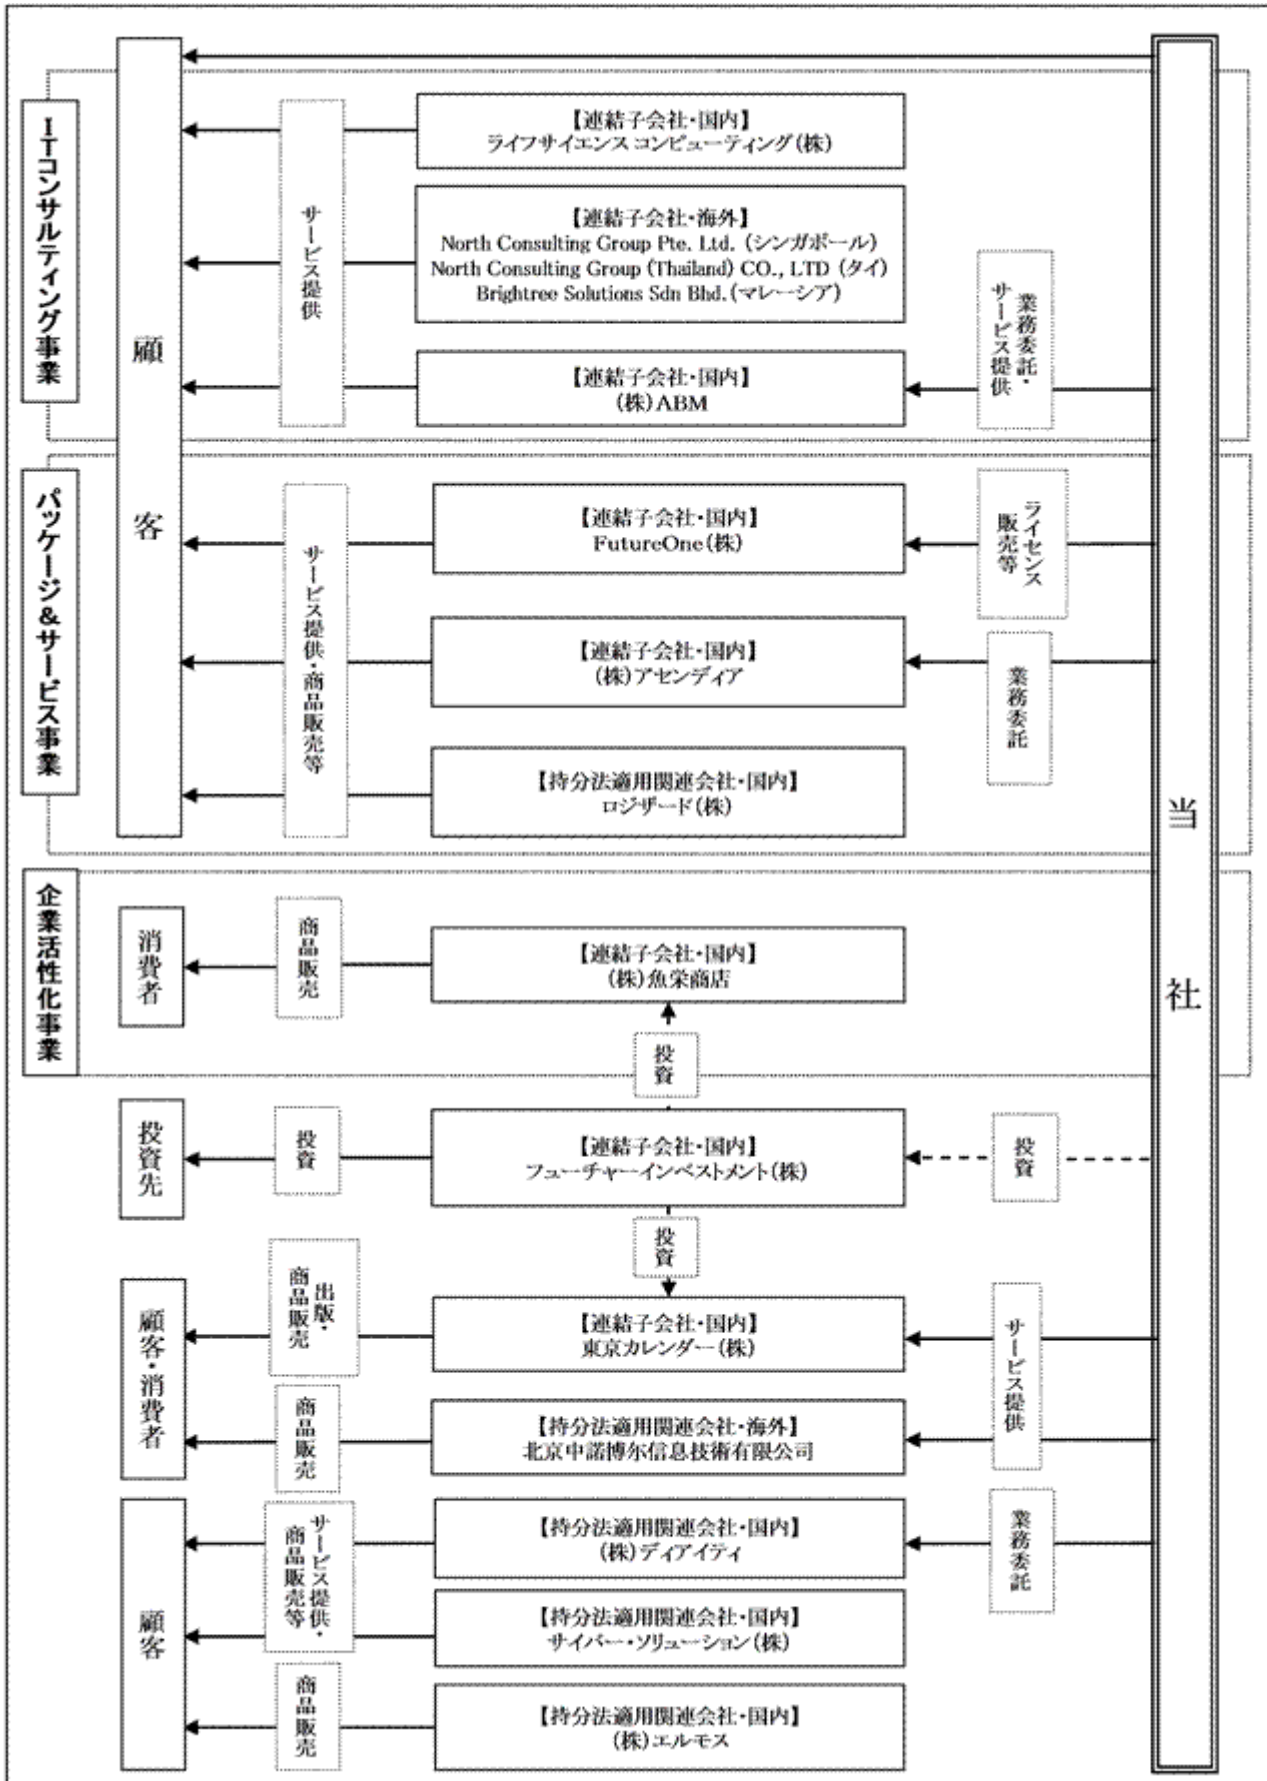 ITコンサルティング事業
顧客
サービス提供
【連結子会社・国内】
ライフサイエンス コンピューティング(株)
【連結子会社・海外】
North Consulting Group Pte. Ltd. (シンガポール)
North Consulting Group (Thailand) CO., LTD (タイ)
Brightree Solutions Sdn Bhd. (マレーシア)
【連結子会社・国内】
(株)ABM
業務委託・
サービス提供
当社
パッケージ&サービス事業
サービス提供・商品販売等
【連結子会社・国内】
FutureOne(株)
ライセンス
販売等
【連結子会社・国内】
(株)アセンディア
業務委託
【持分法適用関連会社・国内】
ロジザード(株)
企業活性化事業
消費者
商品販売
【連結子会社・国内】
(株)魚栄商店
投資
投資先
投資
【連結子会社・国内】
フューチャーインベストメント(株)
投資
投資
顧客・消費者
出版・
商品販売
【連結子会社・国内】
東京カレンダー(株)
サービス提供
商品販売
【持分法適用関連会社・海外】
北京中諾博尔信息技術有限公司
顧客
サービス提供・
商品販売等
【持分法適用関連会社・国内】
(株)ディアイティ
業務委託
【持分法適用関連会社・国内】
サイバー・ソリューション(株)
商品販売
【持分法適用関連会社・国内】
(株)エルモス